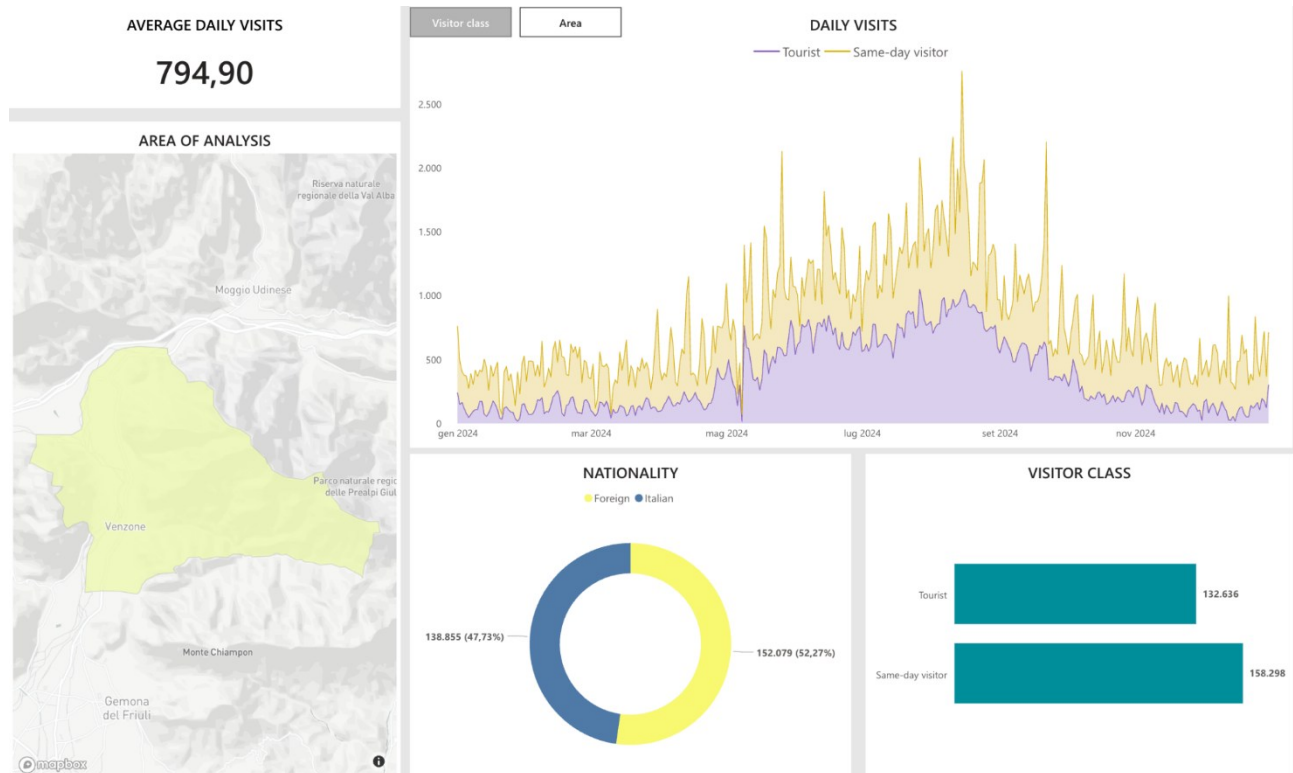 AVERAGE DAILY VISITS
794,90
AREA OF ANALYSIS
Riserva naturale
regionale della Val Alba
Moggio Udinese
Parco naturale regic
delle Prealpi Giul
Venzone
Monte Chiampon
Gemona
del Friuli
mapbox
Visitor class
Area
DAILY VISITS
Tourist
Same-day visitor
2.500
2.000
1.500
1.000
500
0
gen 2024
mar 2024
mag 2024
lug 2024
set 2024
nov 2024
NATIONALITY
Foreign
Italian
138.855 (47,73%)
152.079 (52,27%)
VISITOR CLASS
Tourist
132.636
Same-day visitor
158.298